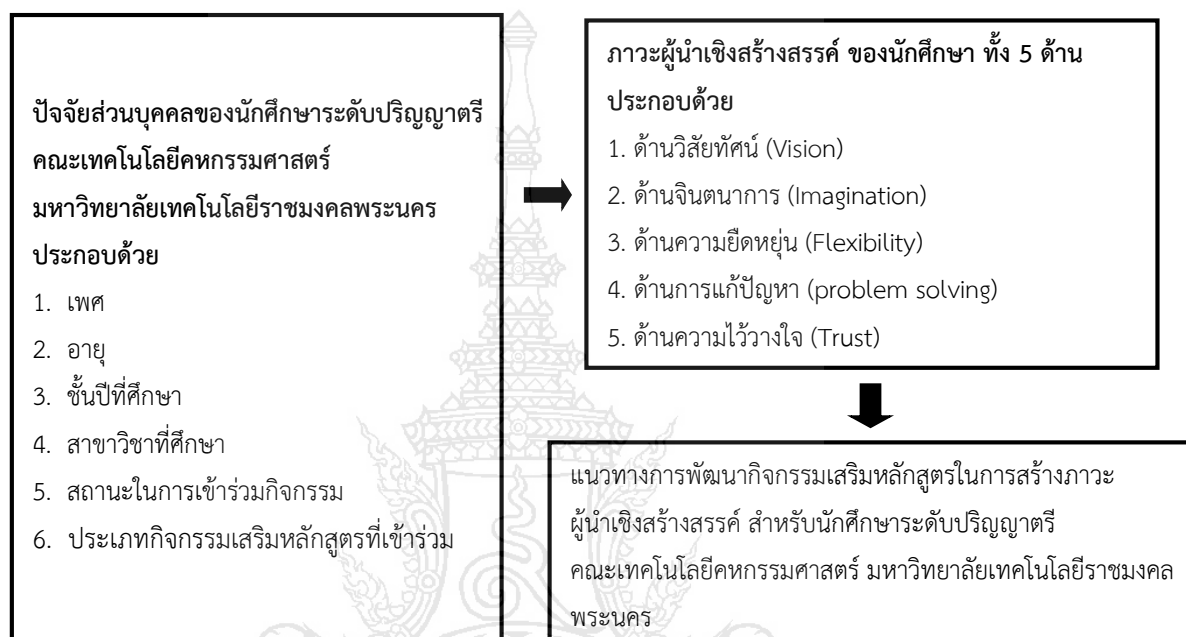 ปัจจัยส่วนบุคคลของนักศึกษาระดับปริญญาตรี
คณะเทคโนโลยีคหกรรมศาสตร์
มหาวิทยาลัยเทคโนโลยีราชมงคลพระนคร
ประกอบด้วย
1. เพศ
2. อายุ
3. ชั้นปีที่ศึกษา
4. สาขาวิชาที่ศึกษา
5. สถานะในการเข้าร่วมกิจกรรม
6. ประเภทกิจกรรมเสริมหลักสูตรที่เข้าร่วม
ภาวะผู้นำเชิงสร้างสรรค์ ของนักศึกษา ทั้ง 5 ด้าน
ประกอบด้วย
1. ด้านวิสัยทัศน์ (Vision)
2. ด้านจินตนาการ (Imagination)
3. ด้านความยืดหยุ่น (Flexibility)
4. ด้านการแก้ปัญหา (problem solving)
5. ด้านความไว้วางใจ (Trust)
แนวทางการพัฒนากิจกรรมเสริมหลักสูตรในการสร้างภาวะ
ผู้นำเชิงสร้างสรรค์ สำหรับนักศึกษาระดับปริญญาตรี
คณะเทคโนโลยีคหกรรมศาสตร์ มหาวิทยาลัยเทคโนโลยีราชมงคล
พระนคร